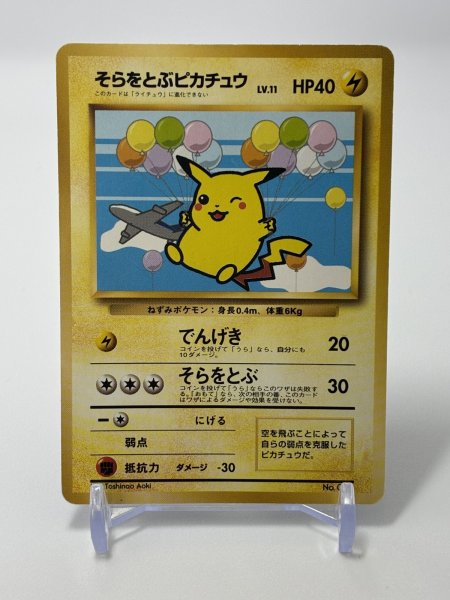 そらをとぶピカチュウ LV.11 HP40
このカードは「ライチュウ」に進化できない
ねずみポケモン：身長0.4m、体重6Kg
でんげき 20
コインを投げて「うら」なら、自分にも
10ダメージ。
そらをとぶ 30
コインを投げて「うら」ならこのワザは失敗す
る。「おもて」なら、次の相手の番、このカード
はワザによるダメージや効果を受けない。
にげる
弱点
抵抗力 ダメージ -30
空を飛ぶことによって
自らの弱点を克服した
ピカチュウだ。
Toshinao Aoki
No.